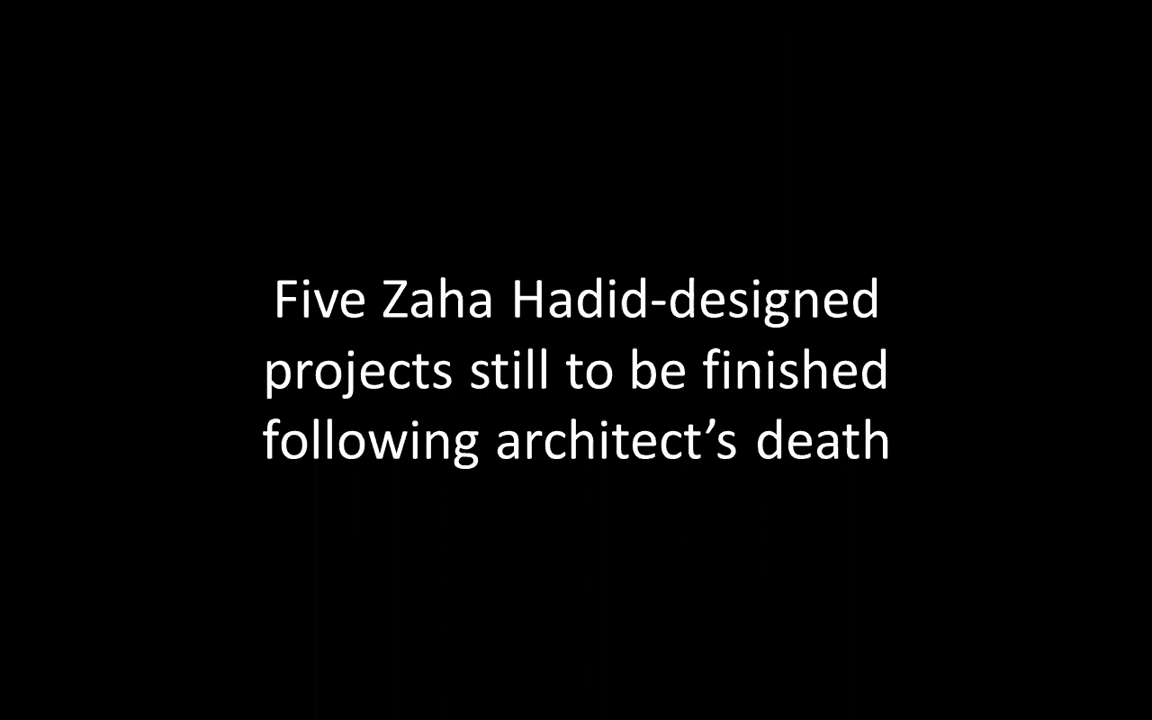 Five Zaha Hadid-designed
projects still to be finished
following architect’s death